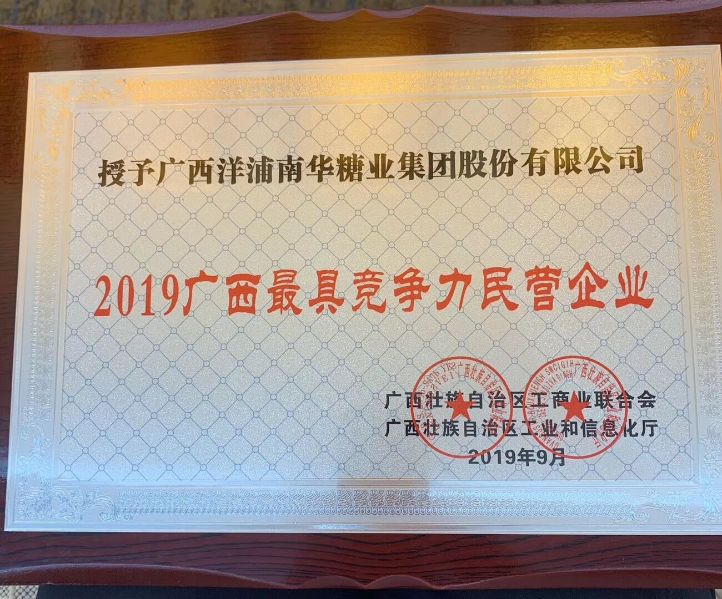 授予广西洋浦南华糖业集团股份有限公司
2019广西最具竞争力民营企业
广西壮族自治区工商业联合会
广西壮族自治区工业和信息化厅
2019年9月